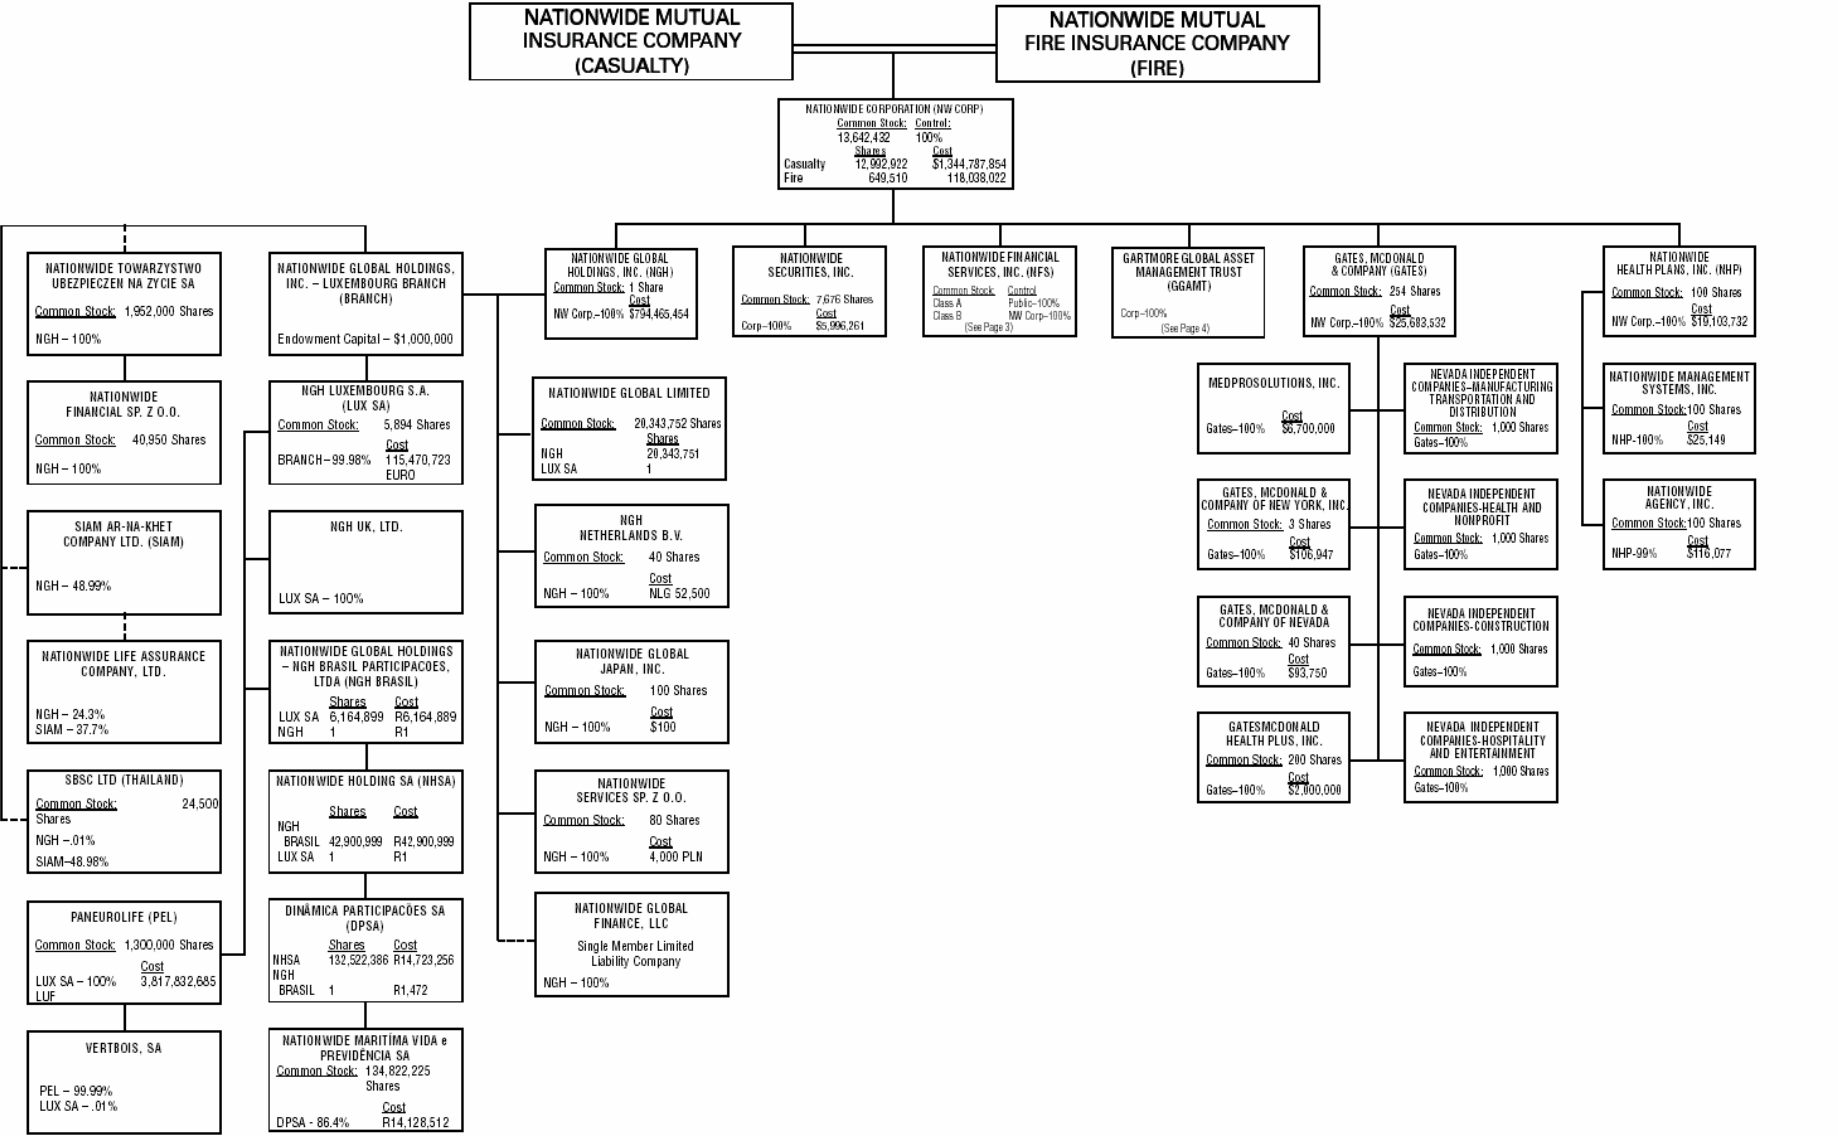 NATIONWIDE MUTUAL
INSURANCE COMPANY
(CASUALTY)
NATIONWIDE MUTUAL
FIRE INSURANCE COMPANY
(FIRE)
NATIONWIDE CORPORATION (NW CORP)
Common Stock: Control:
13,642,432 100%
Shares Cost
Casualty 12,992,922 $1,344,787,854
Fire 649,510 118,038,022
NATIONWIDE TOWARZYSTWO
UBEZPIECZEN NA ZYCIE SA
Common Stock: 1,952,000 Shares
NGH – 100%
NATIONWIDE GLOBAL HOLDINGS,
INC. – LUXEMBOURG BRANCH
(BRANCH)
Endowment Capital – $1,000,000
NATIONWIDE GLOBAL
HOLDINGS, INC. (NGH)
Common Stock: 1 Share
Cost
NW Corp.–100% $794,465,454
NATIONWIDE
SECURITIES, INC.
Common Stock: 7,676 Shares
Cost
Corp–100% $5,996,261
NATIONWIDE FINANCIAL
SERVICES, INC. (NFS)
Common Stock: Control
Class A Public–100%
Class B NW Corp–100%
(See Page 3)
GARTMORE GLOBAL ASSET
MANAGEMENT TRUST
(GGAMT)
Corp–100%
(See Page 4)
GATES, MCDONALD
& COMPANY (GATES)
Common Stock: 254 Shares
Cost
NW Corp.–100% $25,683,532
NATIONWIDE
HEALTH PLANS, INC. (NHP)
Common Stock: 100 Shares
Cost
NW Corp.–100% $19,103,732
NATIONWIDE
FINANCIAL SP. Z O.O.
Common Stock: 40,950 Shares
NGH – 100%
NGH LUXEMBOURG S.A.
(LUX SA)
Common Stock: 5,894 Shares
Cost
BRANCH–99.98% 115,470,723
EURO
NATIONWIDE GLOBAL LIMITED
Common Stock: 20,343,752 Shares
Shares
NGH 20,343,751
LUX SA 1
MEDPROSOLUTIONS, INC.
Cost
Gates–100% $6,700,000
NEVADA INDEPENDENT
COMPANIES–MANUFACTURING
TRANSPORTATION AND
DISTRIBUTION
Common Stock: 1,000 Shares
Gates–100%
NATIONWIDE MANAGEMENT
SYSTEMS, INC.
Common Stock:100 Shares
Cost
NHP-100% $25,149
SIAM AR-NA-KHET
COMPANY LTD. (SIAM)
NGH – 48.99%
NGH UK, LTD.
LUX SA – 100%
NGH
NETHERLANDS B.V.
Common Stock: 40 Shares
Cost
NGH – 100% NLG 52,500
GATES, MCDONALD &
COMPANY OF NEW YORK, INC.
Common Stock: 3 Shares
Cost
Gates–100% $106,947
NEVADA INDEPENDENT
COMPANIES-HEALTH AND
NONPROFIT
Common Stock: 1,000 Shares
Gates–100%
NATIONWIDE
AGENCY, INC.
Common Stock:100 Shares
Cost
NHP-99% $116,077
NATIONWIDE LIFE ASSURANCE
COMPANY, LTD.
NGH – 24.3%
SIAM – 37.7%
NATIONWIDE GLOBAL HOLDINGS
– NGH BRASIL PARTICIPACOES,
LTDA (NGH BRASIL)
Shares Cost
LUX SA 6,164,899 R6,164,889
NGH 1 R1
NATIONWIDE GLOBAL
JAPAN, INC.
Common Stock: 100 Shares
Cost
NGH – 100% $100
GATES, MCDONALD &
COMPANY OF NEVADA
Common Stock: 40 Shares
Cost
Gates–100% $93,750
NEVADA INDEPENDENT
COMPANIES-CONSTRUCTION
Common Stock: 1,000 Shares
Gates–100%
SBSC LTD (THAILAND)
Common Stock: 24,500
Shares
NGH –.01%
SIAM–48.98%
NATIONWIDE HOLDING SA (NHSA)
Shares Cost
NGH
BRASIL 42,900,999 R42,900,999
LUX SA 1 R1
NATIONWIDE
SERVICES SP. Z O.O.
Common Stock: 80 Shares
Cost
NGH – 100% 4,000 PLN
GATESMCDONALD
HEALTH PLUS, INC.
Common Stock: 200 Shares
Cost
Gates–100% $2,000,000
NEVADA INDEPENDENT
COMPANIES-HOSPITALITY
AND ENTERTAINMENT
Common Stock: 1,000 Shares
Gates–100%
PANEUROLIFE (PEL)
Common Stock: 1,300,000 Shares
Cost
LUX SA – 100% 3,817,832,685
LUF
DINÂMICA PARTICIPACÕES SA
(DPSA)
Shares Cost
NHSA 132,522,386 R14,723,256
NGH
BRASIL 1 R1,472
NATIONWIDE GLOBAL
FINANCE, LLC
Single Member Limited
Liability Company
NGH – 100%
VERTBOIS, SA
PEL – 99.99%
LUX SA – .01%
NATIONWIDE MARITÍMA VIDA e
PREVIDÊNCIA SA
Common Stock: 134,822,225
Shares
Cost
DPSA - 86.4% R14,128,512